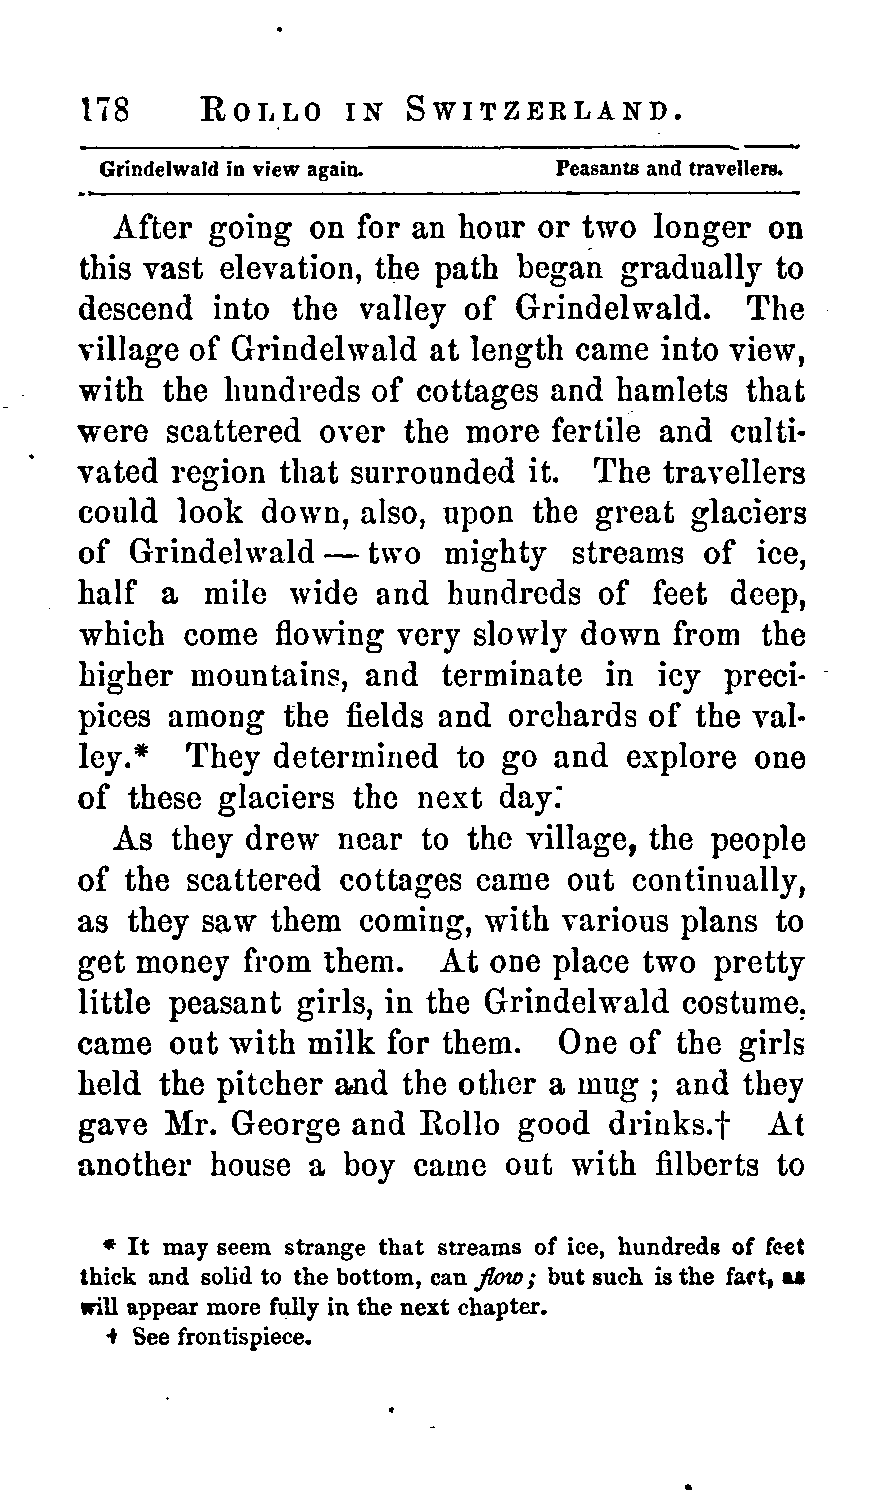 178 ROLLO IN SWITZERLAND.
Grindelwald in view again. Peasants and travellers.
After going on for an hour or two longer on
this vast elevation, the path began gradually to
descend into the valley of Grindelwald. The
village of Grindelwald at length came into view,
with the hundreds of cottages and hamlets that
were scattered over the more fertile and culti-
vated region that surrounded it. The travellers
could look down, also, upon the great glaciers
of Grindelwald — two mighty streams of ice,
half a mile wide and hundreds of feet deep,
which come flowing very slowly down from the
higher mountains, and terminate in icy preci-
pices among the fields and orchards of the val-
ley.* They determined to go and explore one
of these glaciers the next day.
As they drew near to the village, the people
of the scattered cottages came out continually,
as they saw them coming, with various plans to
get money from them. At one place two pretty
little peasant girls, in the Grindelwald costume,
came out with milk for them. One of the girls
held the pitcher and the other a mug ; and they
gave Mr. George and Rollo good drinks.† At
another house a boy came out with filberts to
* It may seem strange that streams of ice, hundreds of feet
thick and solid to the bottom, can flow; but such is the fact, as
will appear more fully in the next chapter.
† See frontispiece.